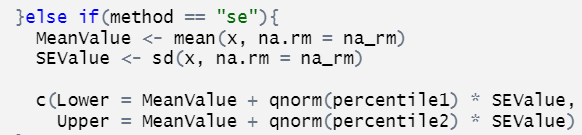 }else if(method == "se"){
MeanValue <- mean(x, na.rm = na_rm)
SEValue <- sd(x, na.rm = na_rm)
c(Lower = MeanValue + qnorm(percentile1) * SEValue,
Upper = MeanValue + qnorm(percentile2) * SEValue)
}